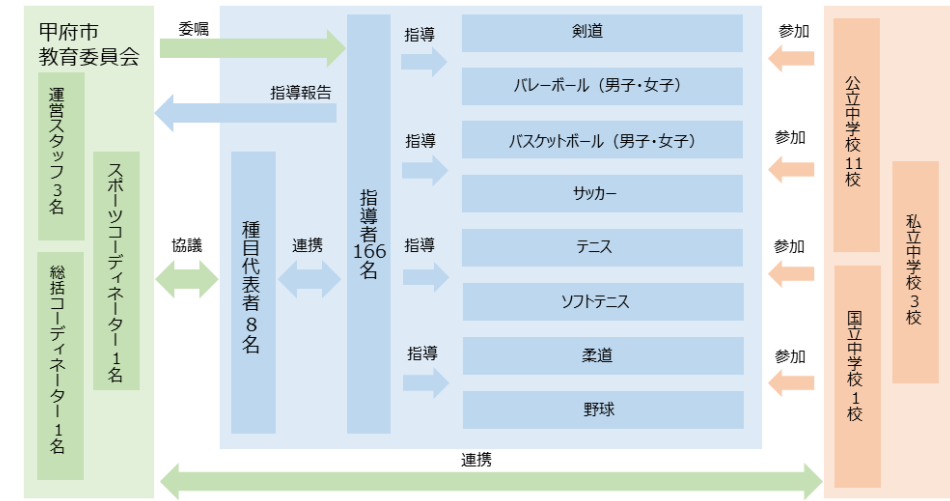 甲府市
教育委員会
運営スタッフ3名
スポーツコーディネーター1名
総括コーディネーター1名
委嘱
指導報告
協議
種目代表者8名
連携
指導者166名
指導
指導
指導
指導
剣道
バレーボール（男子・女子）
バスケットボール（男子・女子）
サッカー
テニス
ソフトテニス
柔道
野球
参加
参加
参加
参加
公立中学校11校
国立中学校1校
私立中学校3校
連携